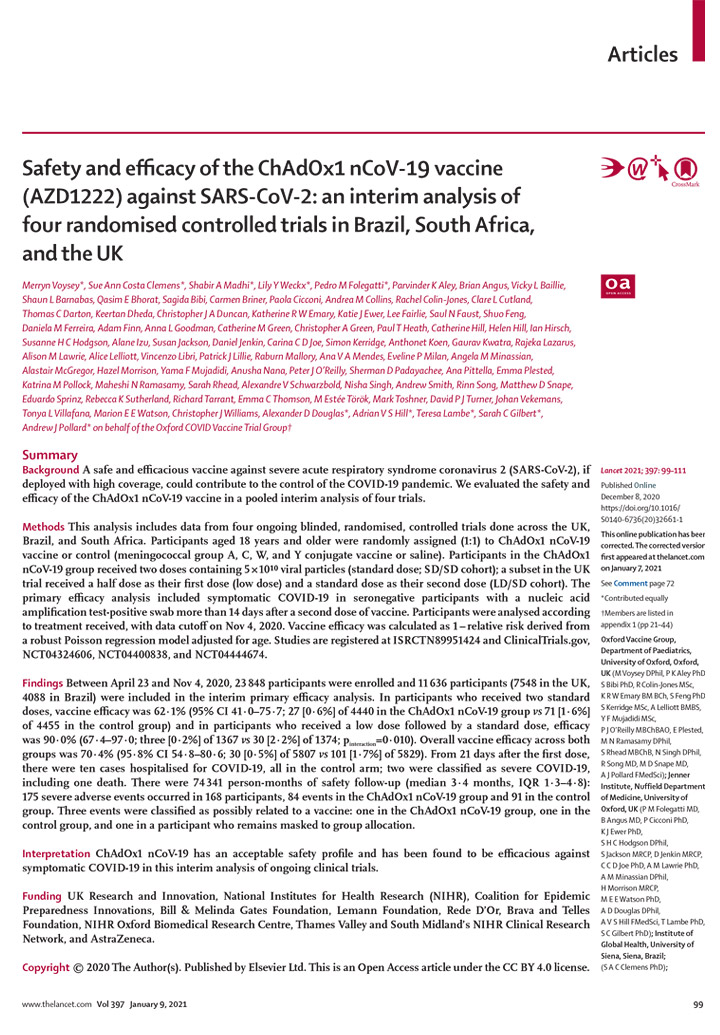 Articles
Safety and efficacy of the ChAdOx1 nCoV-19 vaccine
(AZD1222) against SARS-CoV-2: an interim analysis of
four randomised controlled trials in Brazil, South Africa,
and the UK
CrossMark
oa
OPEN ACCESS
Merryn Voysey*, Sue Ann Costa Clemens*, Shabir A Madhi*, Lily Y Weckx*, Pedro M Folegatti*, Parvinder K Aley, Brian Angus, Vicky L Baillie,
Shaun L Barnabas, Qasim E Bhorat, Sagida Bibi, Carmen Briner, Paola Cicconi, Andrea M Collins, Rachel Colin-Jones, Clare L Cutland,
Thomas C Darton, Keertan Dheda, Christopher J A Duncan, Katherine R W Emary, Katie J Ewer, Lee Fairlie, Saul N Faust, Shuo Feng,
Daniela M Ferreira, Adam Finn, Anna L Goodman, Catherine M Green, Christopher A Green, Paul T Heath, Catherine Hill, Helen Hill, Ian Hirsch,
Susanne H C Hodgson, Alane Izu, Susan Jackson, Daniel Jenkin, Carina C D Joe, Simon Kerridge, Anthonet Koen, Gaurav Kwatra, Rajeka Lazarus,
Alison M Lawrie, Alice Lelliott, Vincenzo Libri, Patrick J Lillie, Raburn Mallory, Ana V A Mendes, Eveline P Milan, Angela M Minassian,
Alastair McGregor, Hazel Morrison, Yama F Mujadidi, Anusha Nana, Peter J O'Reilly, Sherman D Padayachee, Ana Pittella, Emma Plested,
Katrina M Pollock, Maheshi N Ramasamy, Sarah Rhead, Alexandre V Schwarzbold, Nisha Singh, Andrew Smith, Rinn Song, Matthew D Snape,
Eduardo Sprinz, Rebecca K Sutherland, Richard Tarrant, Emma C Thomson, M Estée Török, Mark Toshner, David P J Turner, Johan Vekemans,
Tonya L Villafana, Marion E E Watson, Christopher J Williams, Alexander D Douglas*, Adrian V S Hill*, Teresa Lambe*, Sarah C Gilbert*,
Andrew J Pollard* on behalf of the Oxford COVID Vaccine Trial Group†
Summary
Background A safe and efficacious vaccine against severe acute respiratory syndrome coronavirus 2 (SARS-CoV-2), if
deployed with high coverage, could contribute to the control of the COVID-19 pandemic. We evaluated the safety and
efficacy of the ChAdOx1 nCoV-19 vaccine in a pooled interim analysis of four trials.
Methods This analysis includes data from four ongoing blinded, randomised, controlled trials done across the UK,
Brazil, and South Africa. Participants aged 18 years and older were randomly assigned (1:1) to ChAdOx1 nCoV-19
vaccine or control (meningococcal group A, C, W, and Y conjugate vaccine or saline). Participants in the ChAdOx1
nCoV-19 group received two doses containing 5 × 10¹⁰ viral particles (standard dose; SD/SD cohort); a subset in the UK
trial received a half dose as their first dose (low dose) and a standard dose as their second dose (LD/SD cohort). The
primary efficacy analysis included symptomatic COVID-19 in seronegative participants with a nucleic acid
amplification test-positive swab more than 14 days after a second dose of vaccine. Participants were analysed according
to treatment received, with data cutoff on Nov 4, 2020. Vaccine efficacy was calculated as 1 – relative risk derived from
a robust Poisson regression model adjusted for age. Studies are registered at ISRCTN89951424 and ClinicalTrials.gov,
NCT04324606, NCT04400838, and NCT04444674.
Findings Between April 23 and Nov 4, 2020, 23 848 participants were enrolled and 11 636 participants (7548 in the UK,
4088 in Brazil) were included in the interim primary efficacy analysis. In participants who received two standard
doses, vaccine efficacy was 62·1% (95% CI 41·0–75·7; 27 [0·6%] of 4440 in the ChAdOx1 nCoV-19 group vs 71 [1·6%]
of 4455 in the control group) and in participants who received a low dose followed by a standard dose, efficacy
was 90·0% (67·4–97·0; three [0·2%] of 1367 vs 30 [2·2%] of 1374; pinteraction=0·010). Overall vaccine efficacy across both
groups was 70·4% (95·8% CI 54·8–80·6; 30 [0·5%] of 5807 vs 101 [1·7%] of 5829). From 21 days after the first dose,
there were ten cases hospitalised for COVID-19, all in the control arm; two were classified as severe COVID-19,
including one death. There were 74 341 person-months of safety follow-up (median 3·4 months, IQR 1·3–4·8):
175 severe adverse events occurred in 168 participants, 84 events in the ChAdOx1 nCoV-19 group and 91 in the control
group. Three events were classified as possibly related to a vaccine: one in the ChAdOx1 nCoV-19 group, one in the
control group, and one in a participant who remains masked to group allocation.
Interpretation ChAdOx1 nCoV-19 has an acceptable safety profile and has been found to be efficacious against
symptomatic COVID-19 in this interim analysis of ongoing clinical trials.
Funding UK Research and Innovation, National Institutes for Health Research (NIHR), Coalition for Epidemic
Preparedness Innovations, Bill & Melinda Gates Foundation, Lemann Foundation, Rede D'Or, Brava and Telles
Foundation, NIHR Oxford Biomedical Research Centre, Thames Valley and South Midland's NIHR Clinical Research
Network, and AstraZeneca.
Copyright © 2020 The Author(s). Published by Elsevier Ltd. This is an Open Access article under the CC BY 4.0 license.
Lancet 2021; 397: 99–111
Published Online
December 8, 2020
https://doi.org/10.1016/
S0140-6736(20)32661-1
This online publication has been
corrected. The corrected version
first appeared at thelancet.com
on January 7, 2021
See Comment page 72
*Contributed equally
†Members are listed in
appendix 1 (pp 21–44)
Oxford Vaccine Group,
Department of Paediatrics,
University of Oxford, Oxford,
UK (M Voysey DPhil, P K Aley PhD,
S Bibi PhD, R Colin-Jones MSc,
K R W Emary BM BCh, S Feng PhD,
S Kerridge MSc, A Lelliott BMBS,
Y F Mujadidi MSc,
P J O'Reilly MBChBAO, E Plested,
M N Ramasamy DPhil,
S Rhead MBChB, N Singh DPhil,
R Song MD, M D Snape MD,
A J Pollard FMedSci); Jenner
Institute, Nuffield Department
of Medicine, University of
Oxford, UK (P M Folegatti MD,
B Angus MD, P Cicconi PhD,
K J Ewer PhD,
S H C Hodgson DPhil,
S Jackson MRCP, D Jenkin MRCP,
C C D Joe PhD, A M Lawrie PhD,
A M Minassian DPhil,
H Morrison MRCP,
M E E Watson PhD,
A D Douglas DPhil,
A V S Hill FMedSci, T Lambe PhD,
S C Gilbert PhD); Institute of
Global Health, University of
Siena, Siena, Brazil;
(S A C Clemens PhD);
www.thelancet.com Vol 397 January 9, 2021
99